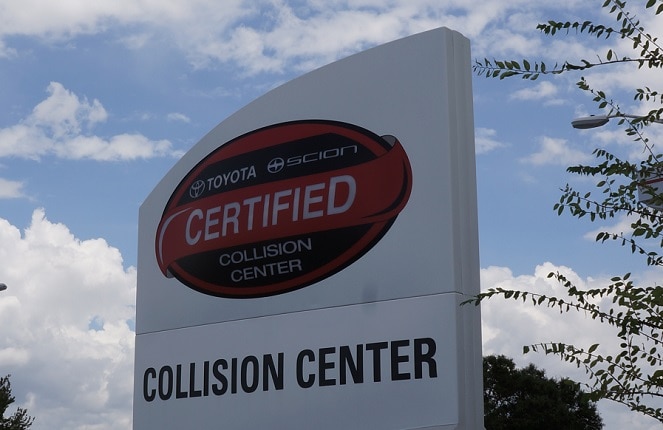 TOYOTA SCION
CERTIFIED
COLLISION
CENTER
COLLISION CENTER